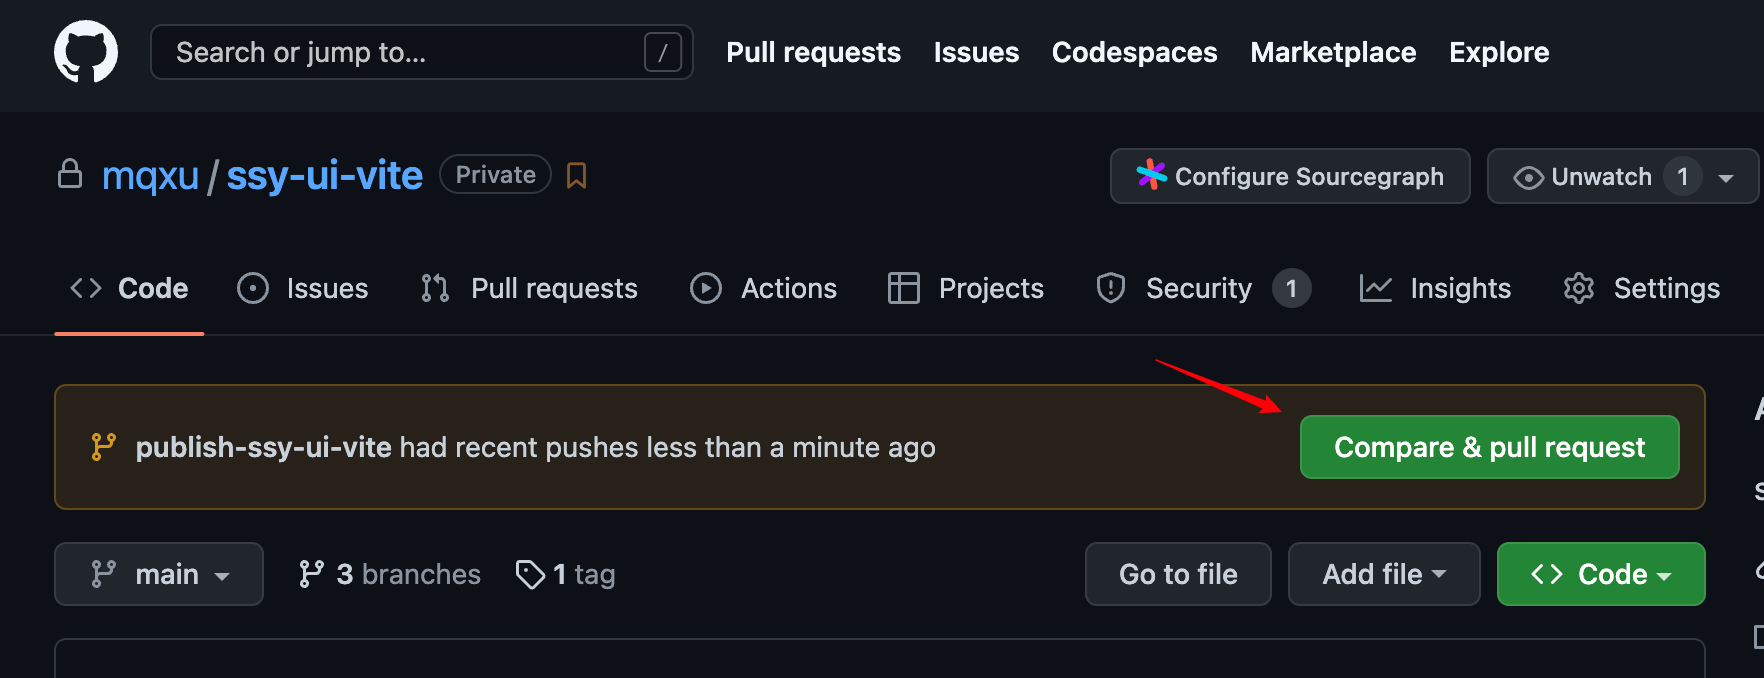 Search or jump to... / Pull requests Issues Codespaces Marketplace Explore
mqxu / ssy-ui-vite Private Configure Sourcegraph Unwatch 1
Code Issues Pull requests Actions Projects Security 1 Insights Settings
publish-ssy-ui-vite had recent pushes less than a minute ago Compare & pull request
main 3 branches 1 tag Go to file Add file Code